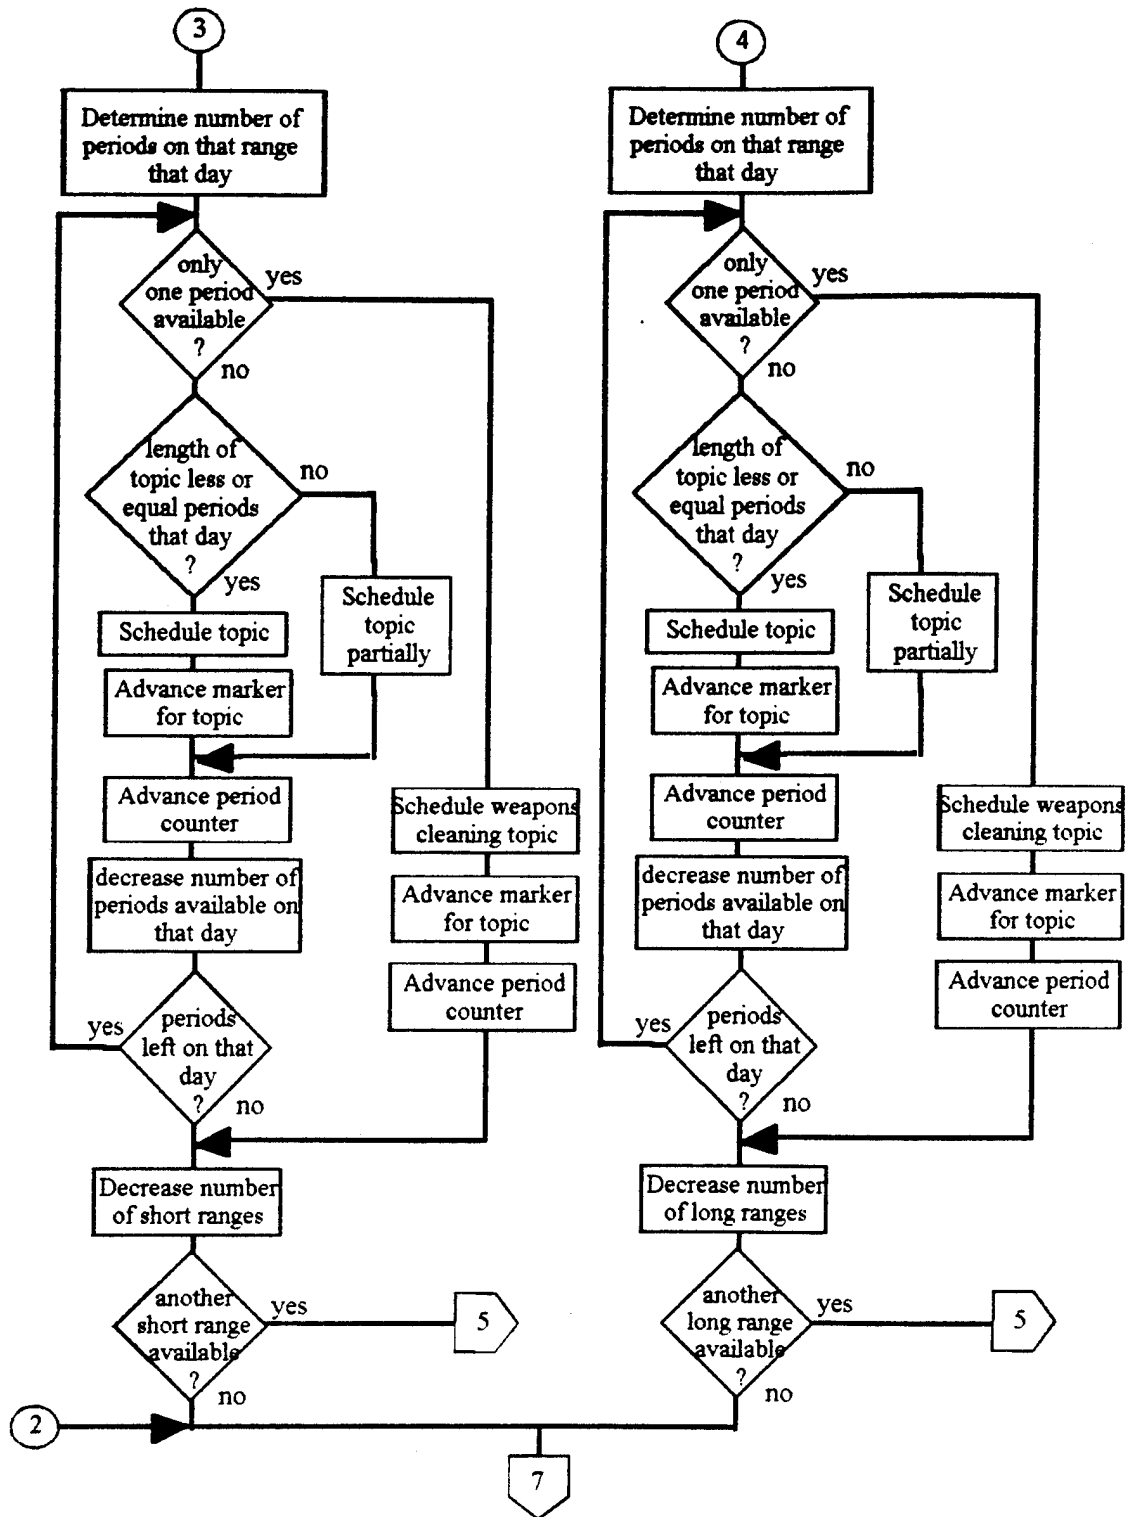 3
Determine number of
periods on that range
that day
only
one period
available
?
yes
no
length of
topic less or
equal periods
that day
?
no
yes
Schedule
topic
partially
Schedule topic
Advance marker
for topic
Advance period
counter
decrease number of
periods available on
that day
Schedule weapons
cleaning topic
Advance marker
for topic
Advance period
counter
periods
left on that
day
?
yes
no
Decrease number
of short ranges
another
short range
available
?
yes
5
no
2
4
Determine number of
periods on that range
that day
only
one period
available
?
yes
no
length of
topic less or
equal periods
that day
?
no
yes
Schedule
topic
partially
Schedule topic
Advance marker
for topic
Advance period
counter
decrease number of
periods available on
that day
Schedule weapons
cleaning topic
Advance marker
for topic
Advance period
counter
periods
left on that
day
?
yes
no
Decrease number
of long ranges
another
long range
available
?
yes
5
no
7